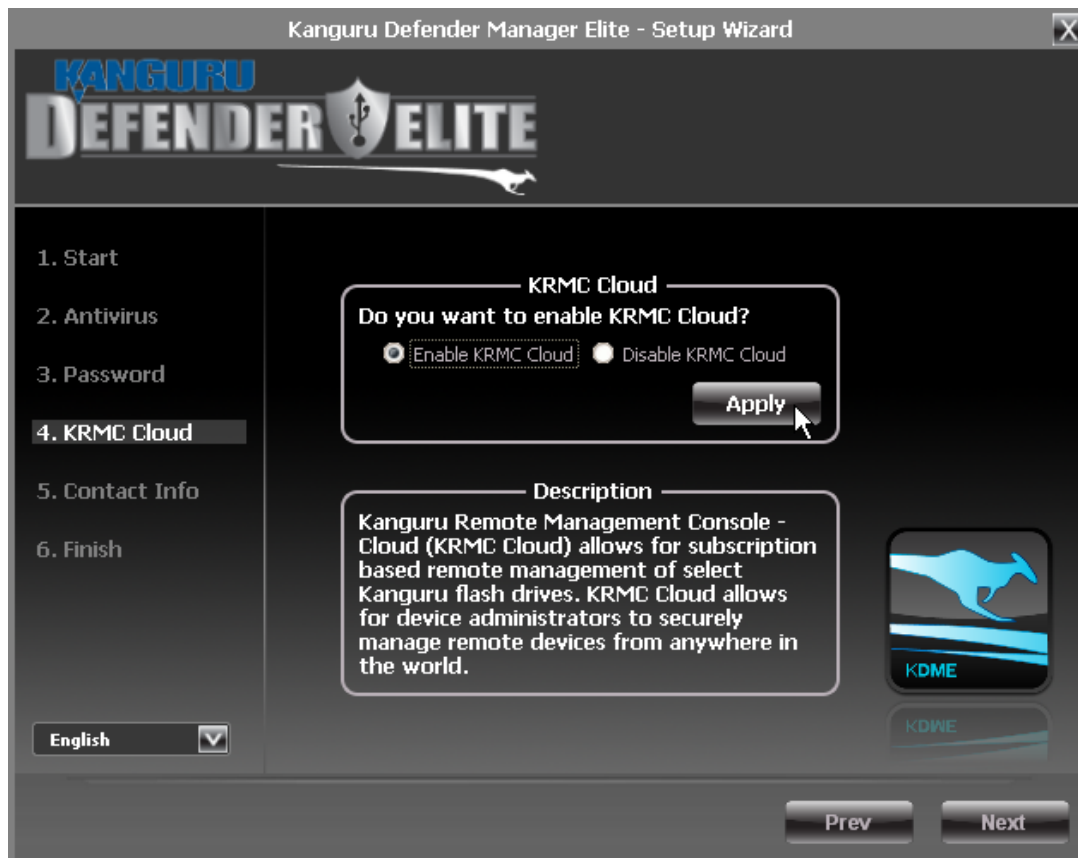 Kanguru Defender Manager Elite - Setup Wizard
X
KANGURU
DEFENDER ELITE
1. Start
2. Antivirus
3. Password
4. KRMC Cloud
5. Contact Info
6. Finish
English
KRMC Cloud
Do you want to enable KRMC Cloud?
Enable KRMC Cloud
Disable KRMC Cloud
Apply
Description
Kanguru Remote Management Console -
Cloud (KRMC Cloud) allows for subscription
based remote management of select
Kanguru flash drives. KRMC Cloud allows
for device administrators to securely
manage remote devices from anywhere in
the world.
KDME
KDME
Prev
Next